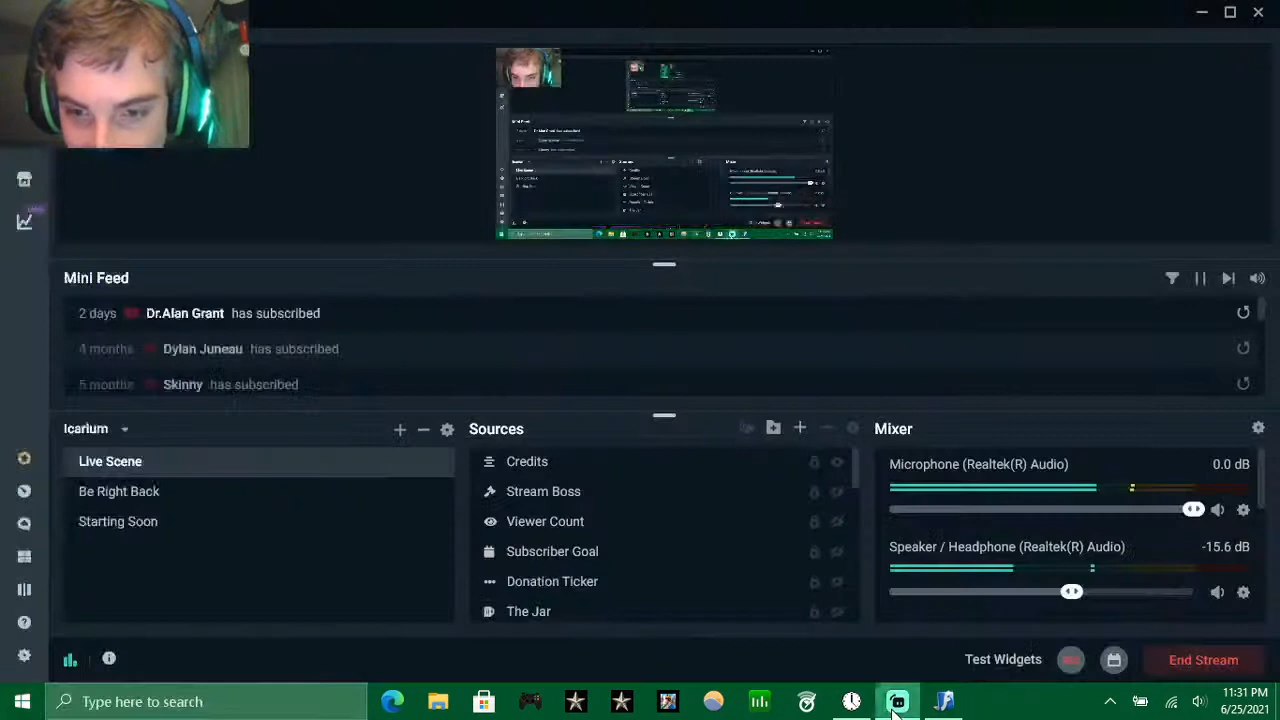 Mini Feed
2 days Dr.Alan Grant has subscribed
4 months Dylan Juneau has subscribed
5 months Skinny has subscribed
Icarium
Live Scene
Be Right Back
Starting Soon
Sources
Credits
Stream Boss
Viewer Count
Subscriber Goal
Donation Ticker
The Jar
Mixer
Microphone (Realtek(R) Audio) 0.0 dB
Speaker / Headphone (Realtek(R) Audio) -15.6 dB
Test Widgets REC End Stream
Type here to search
11:31 PM
6/25/2021